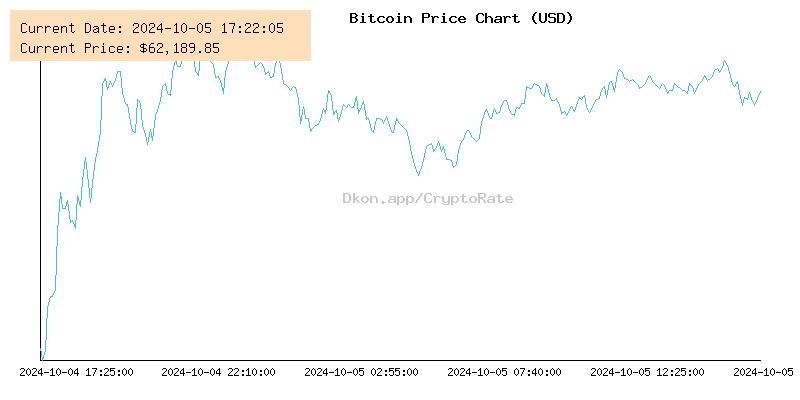 Bitcoin Price Chart (USD)
Current Date: 2024-10-05 17:22:05
Current Price: $62,189.85
Dkon.app/CryptoRate
2024-10-04 17:25:00 2024-10-04 22:10:00 2024-10-05 02:55:00 2024-10-05 07:40:00 2024-10-05 12:25:00 2024-10-05